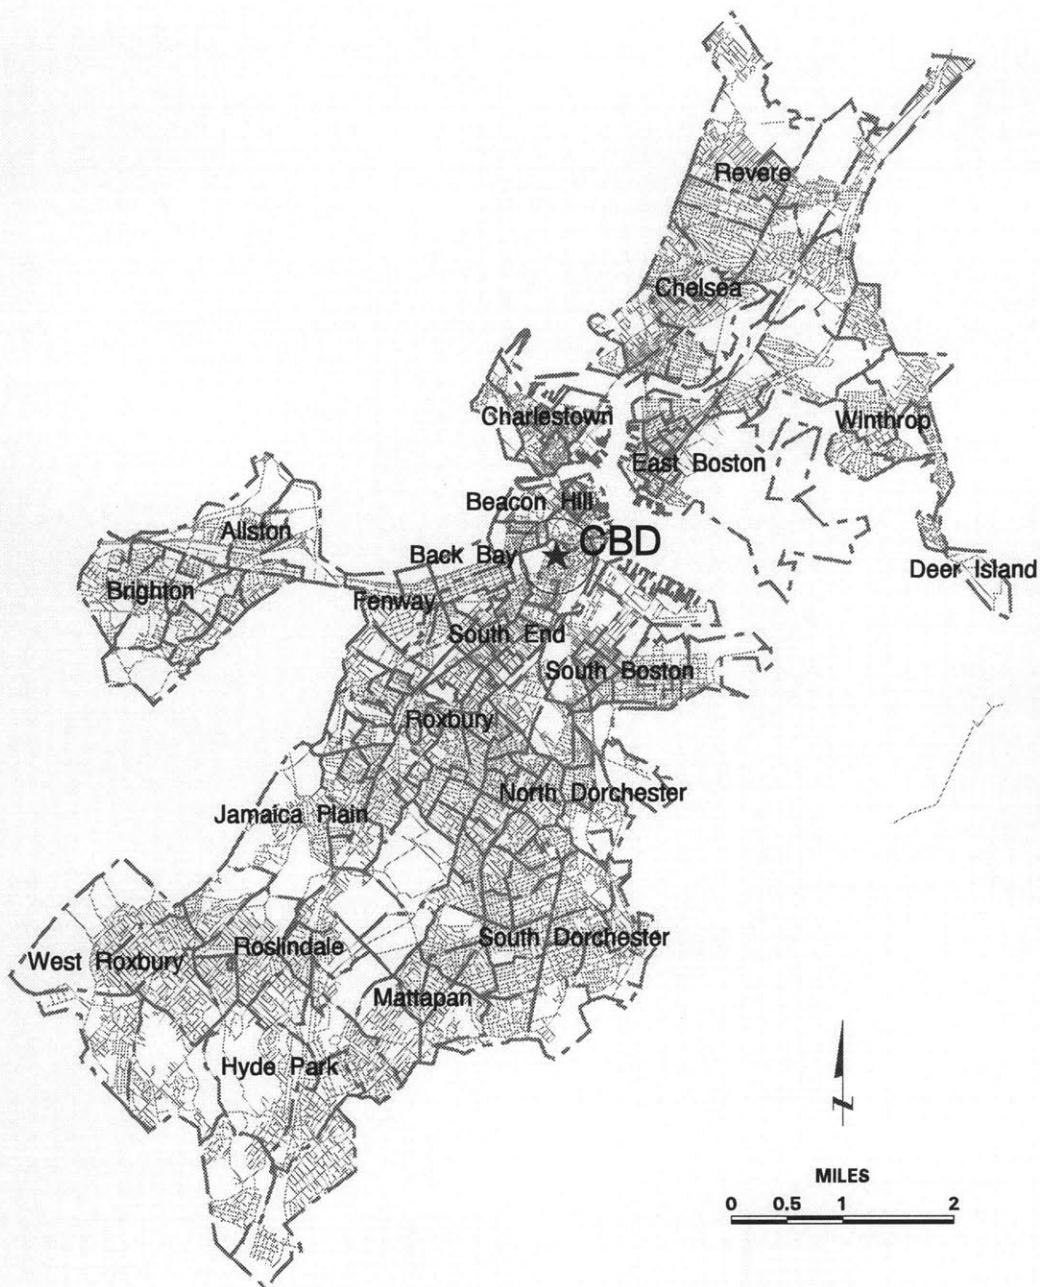 Revere
Chelsea
Charlestown
Winthrop
East Boston
Beacon Hill
Allston
CBD
Back Bay
Deer Island
Brighton
Fenway
South End
South Boston
Roxbury
North Dorchester
Jamaica Plain
South Dorchester
Roslindale
West Roxbury
Mattapan
Hyde Park
MILES
0 0.5 1 2